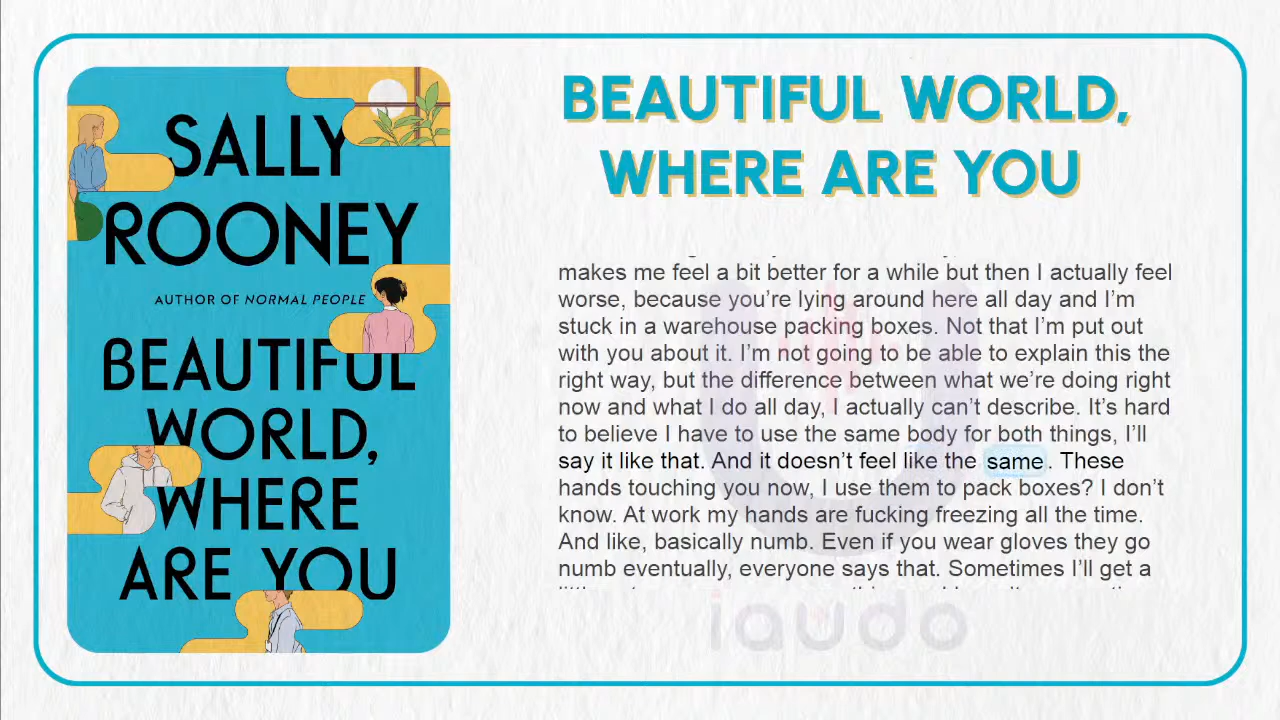 SALLY
ROONEY
AUTHOR OF NORMAL PEOPLE
BEAUTIFUL
WORLD,
WHERE
ARE YOU
BEAUTIFUL WORLD,
WHERE ARE YOU
makes me feel a bit better for a while but then I actually feel
worse, because you’re lying around here all day and I’m
stuck in a warehouse packing boxes. Not that I’m put out
with you about it. I’m not going to be able to explain this the
right way, but the difference between what we’re doing right
now and what I do all day, I actually can’t describe. It’s hard
to believe I have to use the same body for both things, I’ll
say it like that. And it doesn’t feel like the same. These
hands touching you now, I use them to pack boxes? I don’t
know. At work my hands are fucking freezing all the time.
And like, basically numb. Even if you wear gloves they go
numb eventually, everyone says that. Sometimes I’ll get a
iaudo